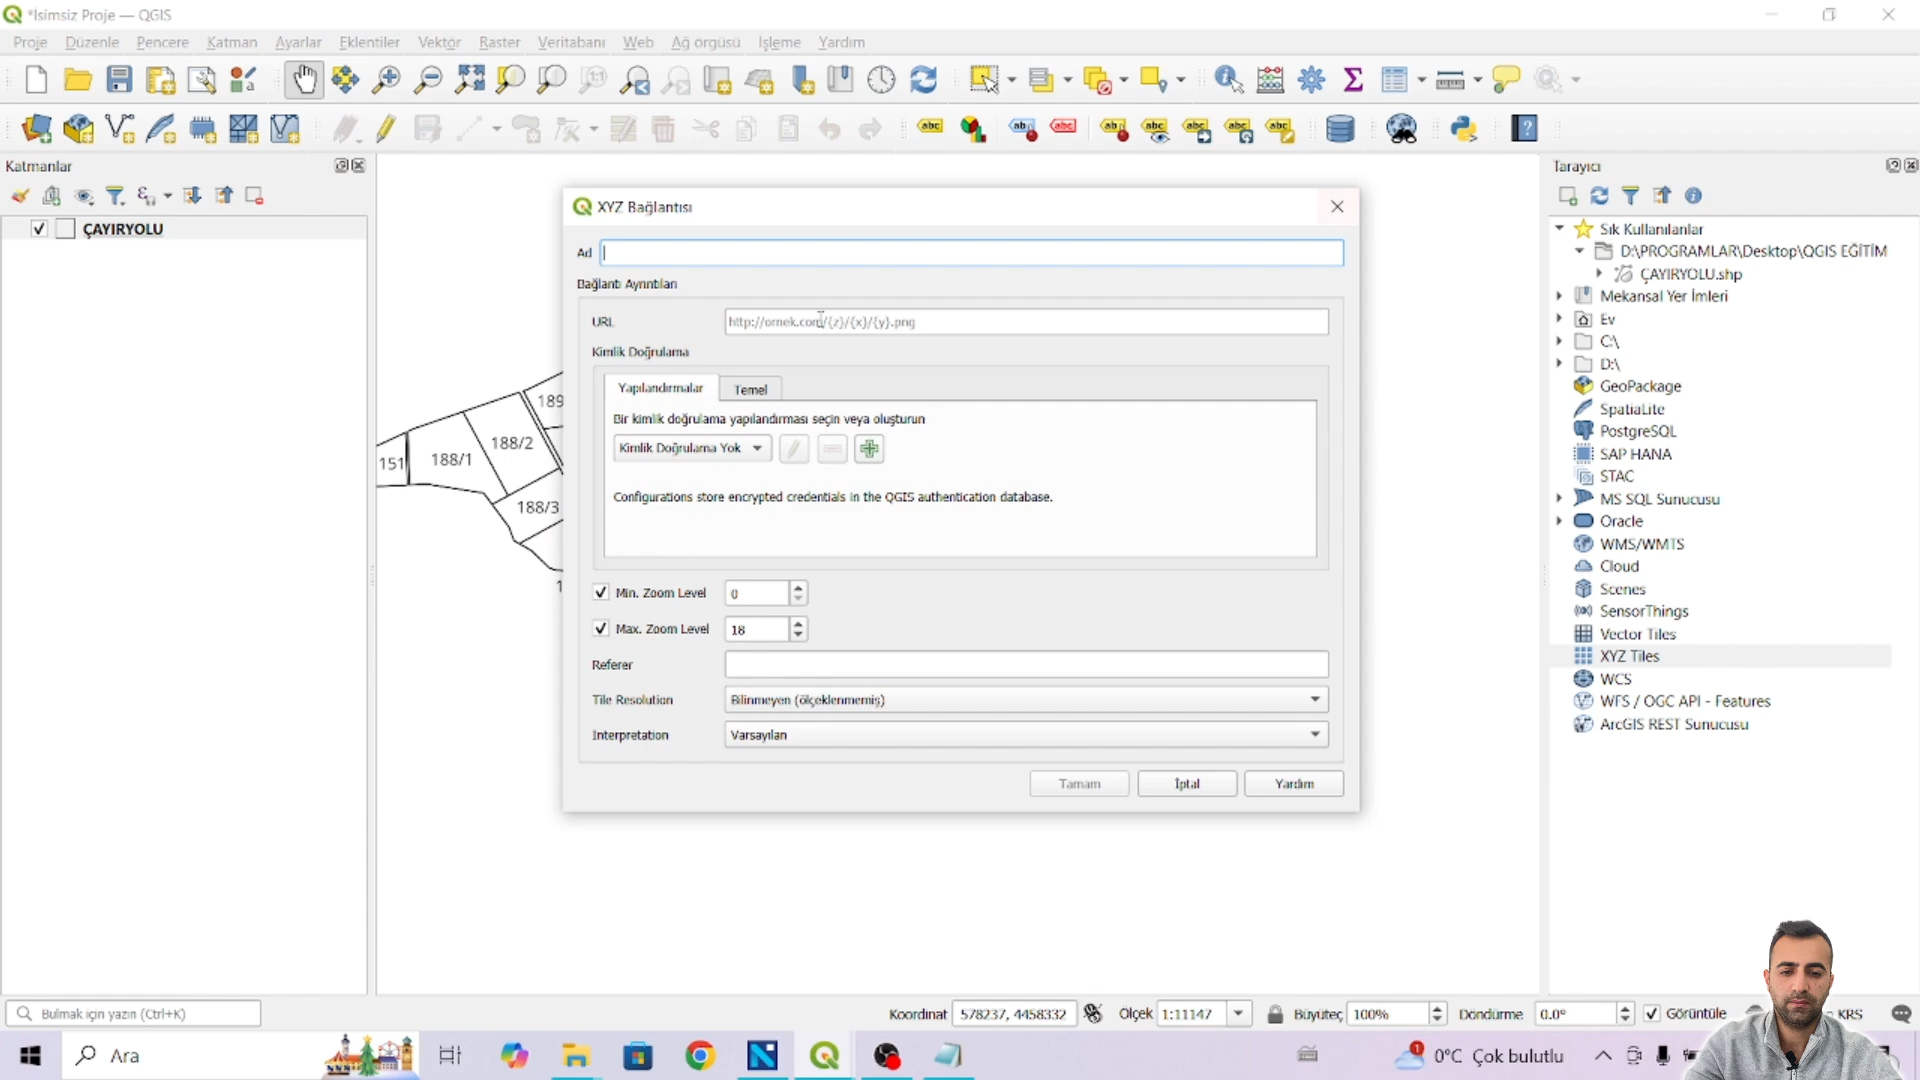 *İsimsiz Proje — QGIS
Proje Düzenle Pencere Katman Ayarlar Eklentiler Vektör Raster Veritabanı Web Ağ örgüsü İşleme Yardım
Katmanlar
ÇAYIRYOLU
151
188/1
188/2
188/3
189
XYZ Bağlantısı
Ad
Bağlantı Ayrıntıları
URL http://ornek.com/{z}/{x}/{y}.png
Kimlik Doğrulama
Yapılandırmalar Temel
Bir kimlik doğrulama yapılandırması seçin veya oluşturun
Kimlik Doğrulama Yok
Configurations store encrypted credentials in the QGIS authentication database.
Min. Zoom Level 0
Max. Zoom Level 18
Referer
Tile Resolution Bilinmeyen (ölçeklenmemiş)
Interpretation Varsayılan
Tamam İptal Yardım
Tarayıcı
Sık Kullanılanlar
D:\PROGRAMLAR\Desktop\QGIS EĞİTİM
ÇAYIRYOLU.shp
Mekansal Yer İmleri
Ev
C:\
D:\
GeoPackage
SpatiaLite
PostgreSQL
SAP HANA
STAC
MS SQL Sunucusu
Oracle
WMS/WMTS
Cloud
Scenes
SensorThings
Vector Tiles
XYZ Tiles
WCS
WFS / OGC API - Features
ArcGIS REST Sunucusu
Bulmak için yazın (Ctrl+K)
Koordinat 578237, 4458332 Ölçek 1:11147 Büyüteç 100% Döndürme 0.0° Görüntüle KRS
Ara
0°C Çok bulutlu